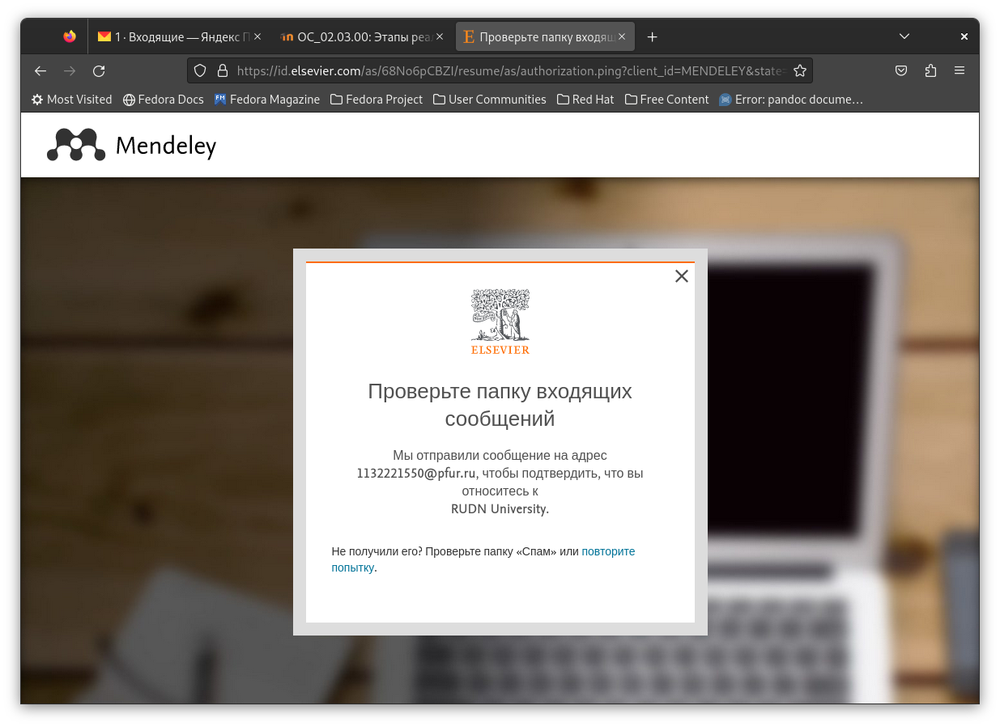 1 · Входящие — Яндекс П
ОС_02.03.00: Этапы реа
Проверьте папку входящ
https://id.elsevier.com/as/68No6pCBZI/resume/as/authorization.ping?client_id=MENDELEY&state=
Most Visited
Fedora Docs
Fedora Magazine
Fedora Project
User Communities
Red Hat
Free Content
Error: pandoc docume…
Mendeley
ELSEVIER
Проверьте папку входящих
сообщений
Мы отправили сообщение на адрес
1132221550@pfur.ru, чтобы подтвердить, что вы
относитесь к
RUDN University.
Не получили его? Проверьте папку «Спам» или повторите
попытку.